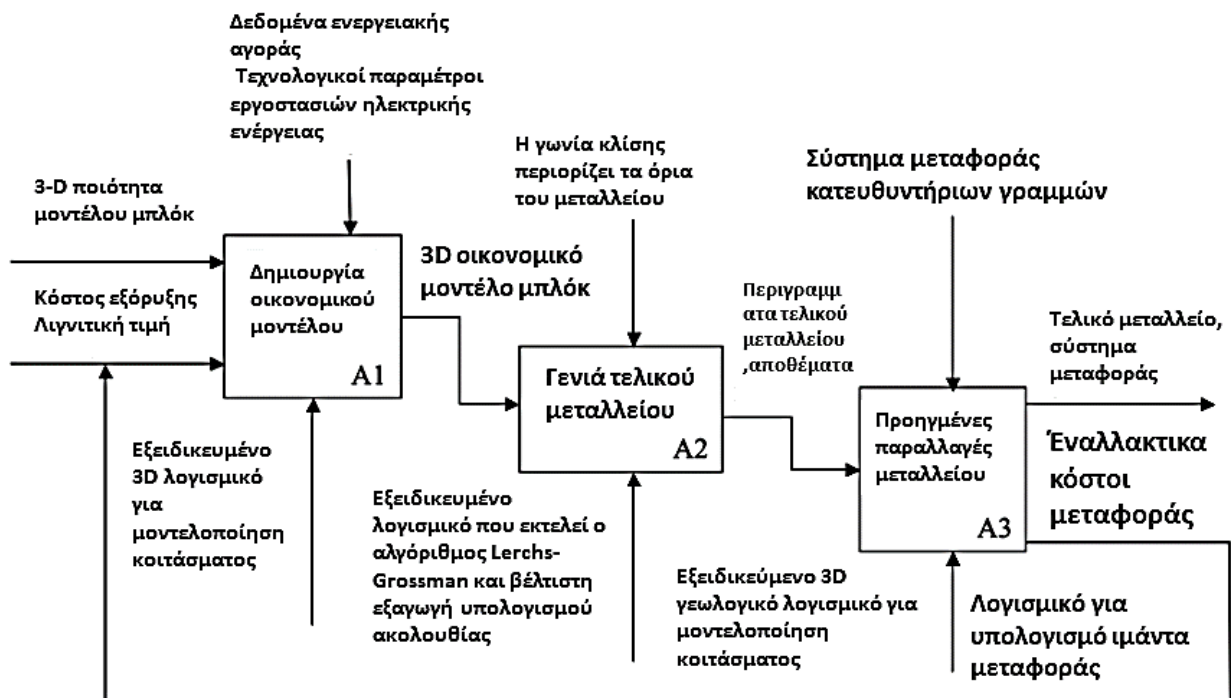 Δεδομένα ενεργειακής
αγοράς
Τεχνολογικοί παραμέτροι
εργοστασιών ηλεκτρικής
ενέργειας
Η γωνία κλίσης
περιορίζει τα όρια
του μεταλλείου
Σύστημα μεταφοράς
κατευθυντήριων γραμμών
3-D ποιότητα
μοντέλου μπλόκ
Κόστος εξόρυξης
Λιγνιτική τιμή
Δημιουργία
οικονομικού
μοντέλου
A1
3D οικονομικό
μοντέλο μπλόκ
Γενιά τελικού
μεταλλείου
A2
Περιγραμμ
ατα τελικού
μεταλλείου
,αποθέματα
Προηγμένες
παραλλαγές
μεταλλείου
A3
Τελικό μεταλλείο,
σύστημα
μεταφοράς
Έναλλακτικα
κόστοι
μεταφοράς
Εξειδικευμένο
3D λογισμικό
για
μοντελοποίηση
κοιτάσματος
Εξειδικευμένο
λογισμικό που εκτελεί ο
αλγόριθμος Lerchs-
Grossman και βέλτιστη
εξαγωγή υπολογισμού
ακολουθίας
Εξειδικεύμενο 3D
γεωλογικό λογισμικό για
μοντελοποίηση
κοιτάσματος
Λογισμικό για
υπολογισμό ιμάντα
μεταφοράς